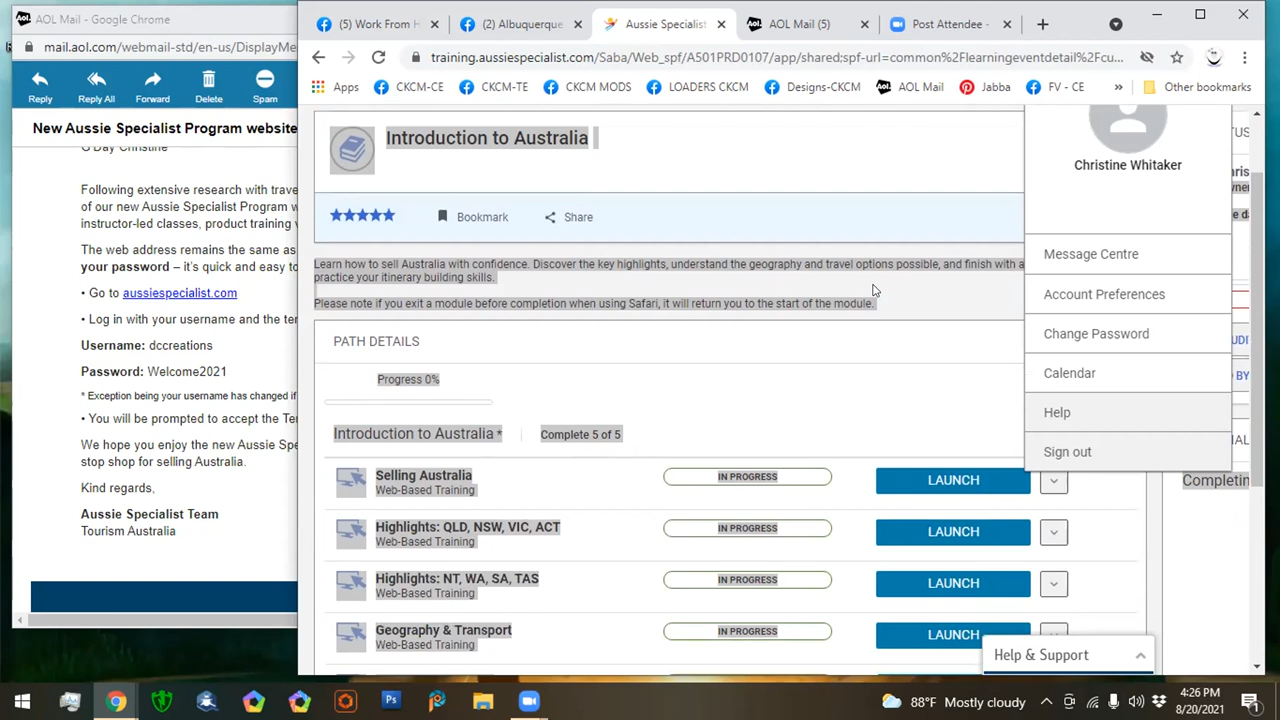 AOL Mail - Google Chrome
mail.aol.com/webmail-std/en-us/DisplayMe
Reply
Reply All
Forward
Delete
Spam
New Aussie Specialist Program website
G'Day Christine
Following extensive research with trave
of our new Aussie Specialist Program w
instructor-led classes, product training v
The web address remains the same as
your password – it's quick and easy to
• Go to aussiespecialist.com
• Log in with your username and the ter
Username: dccreations
Password: Welcome2021
* Exception being your username has changed if
• You will be prompted to accept the Ter
We hope you enjoy the new Aussie Spe
stop shop for selling Australia.
Kind regards,
Aussie Specialist Team
Tourism Australia
(5) Work From H
(2) Albuquerque
Aussie Specialist
AOL Mail (5)
Post Attendee -
training.aussiespecialist.com/Saba/Web_spf/A501PRD0107/app/shared;spf-url=common%2Flearningeventdetail%2Fcu...
Apps
CKCM-CE
CKCM-TE
CKCM MODS
LOADERS CKCM
Designs-CKCM
AOL Mail
Jabba
FV - CE
»
Other bookmarks
Introduction to Australia
Bookmark
Share
Learn how to sell Australia with confidence. Discover the key highlights, understand the geography and travel options possible, and finish with a
practice your itinerary building skills.
Please note if you exit a module before completion when using Safari, it will return you to the start of the module.
PATH DETAILS
Progress 0%
Introduction to Australia *
Complete 5 of 5
Selling Australia
Web-Based Training
IN PROGRESS
LAUNCH
Highlights: QLD, NSW, VIC, ACT
Web-Based Training
IN PROGRESS
LAUNCH
Highlights: NT, WA, SA, TAS
Web-Based Training
IN PROGRESS
LAUNCH
Geography & Transport
Web-Based Training
IN PROGRESS
LAUNCH
Christine Whitaker
Message Centre
Account Preferences
Change Password
Calendar
Help
Sign out
Completin
Help & Support
88°F Mostly cloudy
4:26 PM
8/20/2021
1